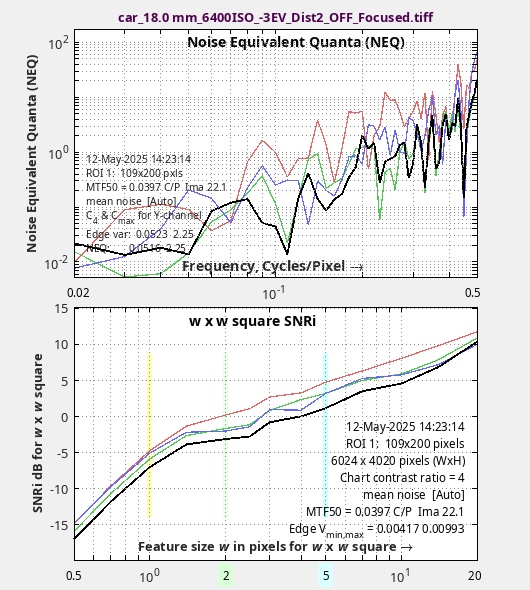 car_18.0 mm_6400ISO_-3EV_Dist2_OFF_Focused.tiff
Noise Equivalent Quanta (NEQ)
Noise Equivalent Quanta (NEQ)
10²
10⁰
10⁻²
12-May-2025 14:23:14
ROI 1: 109x200 pxls
MTF50 = 0.0397 C/P Ima 22.1
mean noise [Auto]
C₄ & Cmax for Y-channel
Edge var: 0.0523 2.25
NEQ: 0.0516 2.25
Frequency, Cycles/Pixel →
0.02 10⁻¹ 0.5
w x w square SNRi
SNRi dB for w x w square
15
10
5
0
-5
-10
-15
12-May-2025 14:23:14
ROI 1: 109x200 pixels
6024 x 4020 pixels (WxH)
Chart contrast ratio = 4
mean noise [Auto]
MTF50 = 0.0397 C/P Ima 22.1
Edge Vmin,max = 0.00417 0.00993
Feature size w in pixels for w x w square →
0.5 10⁰ 2 5 10¹ 20